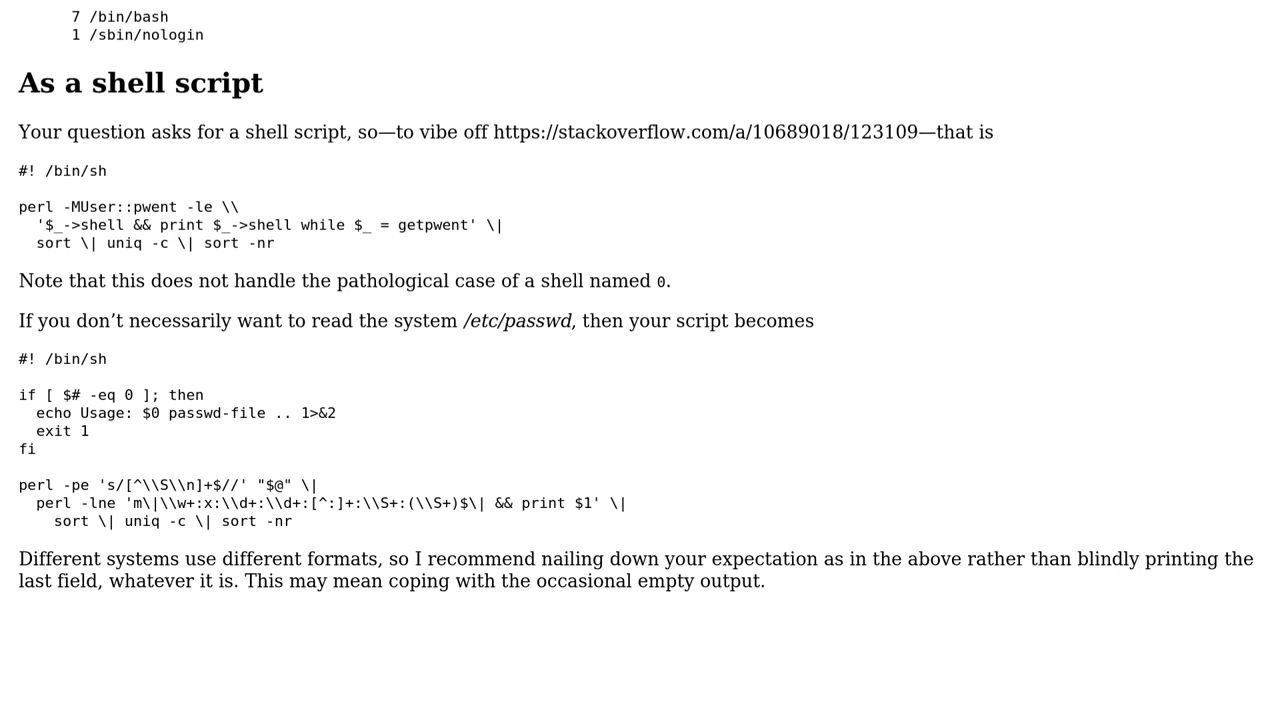 7 /bin/bash
      1 /sbin/nologin
As a shell script
Your question asks for a shell script, so—to vibe off https://stackoverflow.com/a/10689018/123109—that is
#! /bin/sh
perl -MUser::pwent -le \\
  '$_->shell && print $_->shell while $_ = getpwent' \|
  sort \| uniq -c \| sort -nr
Note that this does not handle the pathological case of a shell named 0.
If you don’t necessarily want to read the system /etc/passwd, then your script becomes
#! /bin/sh
if [ $# -eq 0 ]; then
  echo Usage: $0 passwd-file .. 1>&2
  exit 1
fi
perl -pe 's/[^\\S\\n]+$//' "$@" \|
  perl -lne 'm\|\\w+:x:\\d+:\\d+:[^:]+:\\S+:(\\S+)$\| && print $1' \|
    sort \| uniq -c \| sort -nr
Different systems use different formats, so I recommend nailing down your expectation as in the above rather than blindly printing the
last field, whatever it is. This may mean coping with the occasional empty output.